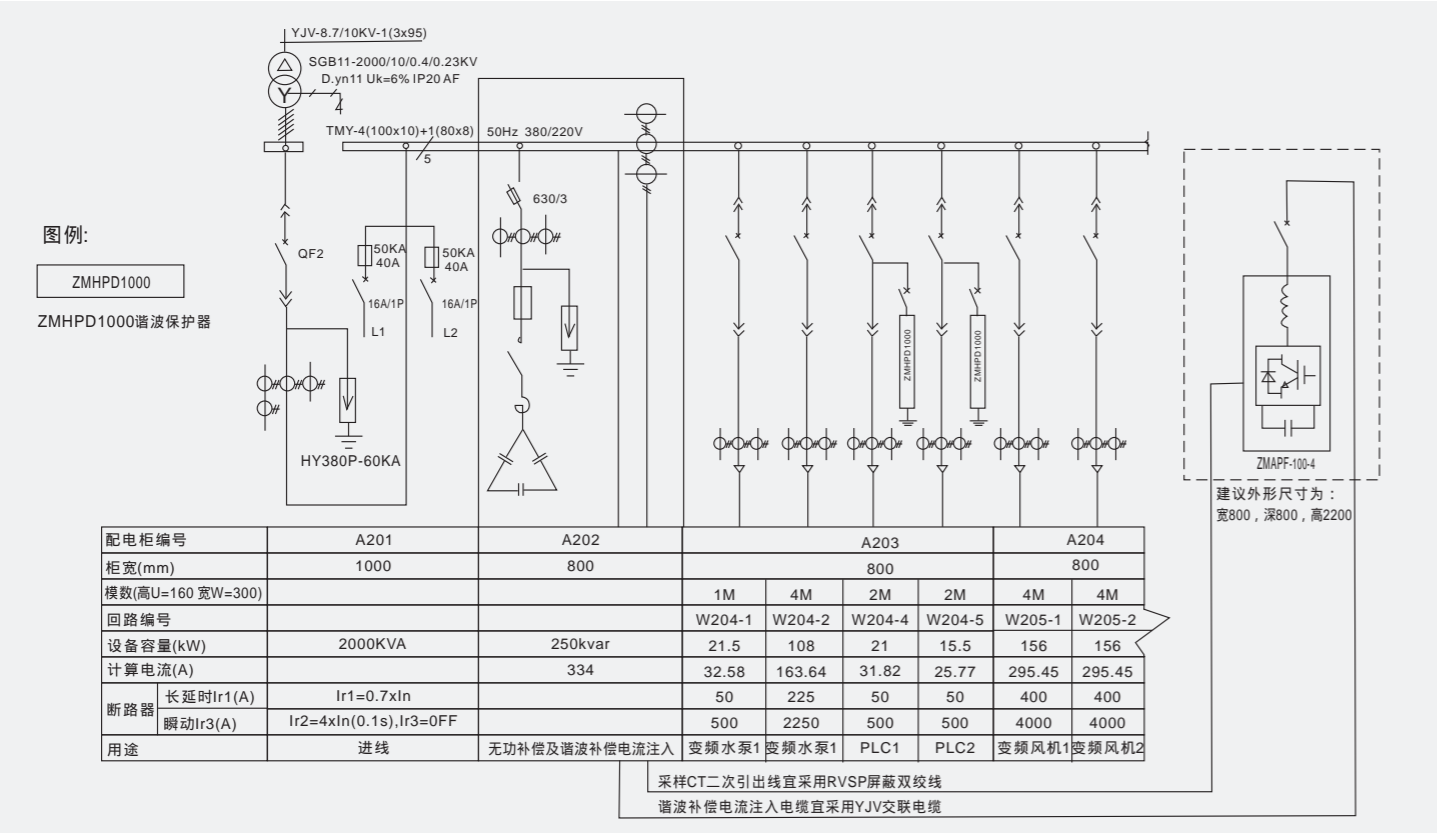 YJV-8.7/10KV-1(3x95)
SGB11-2000/10/0.4/0.23KV
D.yn11 Uk=6% IP20 AF
4
TMY-4(100x10)+1(80x8)
5
50Hz 380/220V
630/3
图例:
ZMHPD1000
ZMHPD1000谐波保护器
QF2
50KA
40A
16A/1P
L1
50KA
40A
16A/1P
L2
HY380P-60KA
ZMHPD1000
ZMHPD1000
ZMAPF-100-4
建议外形尺寸为：
宽800，深800，高2200
配电柜编号 A201 A202 A203 A204
柜宽(mm) 1000 800 800 800
模数(高U=160 宽W=300) 1M 4M 2M 2M 4M 4M
回路编号 W204-1 W204-2 W204-4 W204-5 W205-1 W205-2
设备容量(kW) 2000KVA 250kvar 21.5 108 21 15.5 156 156
计算电流(A) 334 32.58 163.64 31.82 25.77 295.45 295.45
断路器 长延时Ir1(A) Ir1=0.7xIn 50 225 50 50 400 400
瞬动Ir3(A) Ir2=4xIn(0.1s),Ir3=0FF 500 2250 500 500 4000 4000
用途 进线 无功补偿及谐波补偿电流注入 变频水泵1 变频水泵1 PLC1 PLC2 变频风机1 变频风机2
采样CT二次引出线宜采用RVSP屏蔽双绞线
谐波补偿电流注入电缆宜采用YJV交联电缆